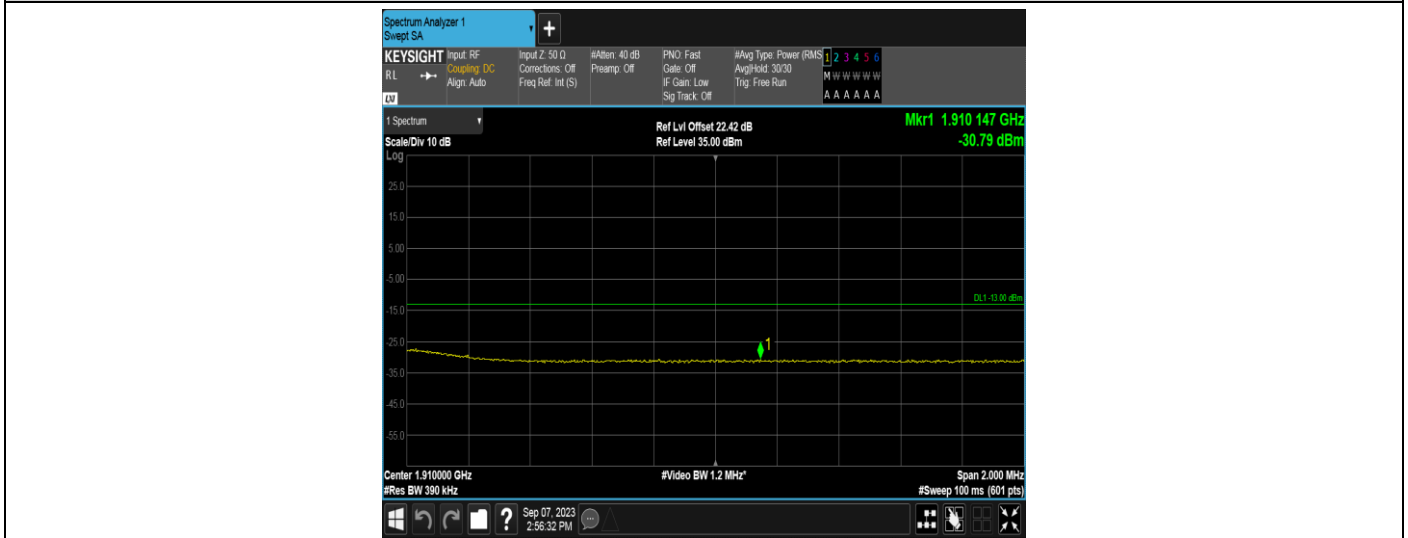 Spectrum Analyzer 1
Swept SA
+
KEYSIGHT Input: RF Input Z: 50 Ω #Atten: 40 dB PNO: Fast #Avg Type: Power (RMS 1 2 3 4 5 6
RL Coupling: DC Corrections: Off Preamp: Off Gate: Off Avg|Hold: 30/30 M W W W W W
Align: Auto Freq Ref: Int (S) IF Gain: Low Trig: Free Run
Sig Track: Off A A A A A A
LXI
1 Spectrum Ref Lvl Offset 22.42 dB Mkr1 1.910 147 GHz
Scale/Div 10 dB Ref Level 35.00 dBm -30.79 dBm
Log
25.0
15.0
5.00
-5.00
DL1 -13.00 dBm
-15.0
-25.0
1
-35.0
-45.0
-55.0
Center 1.910000 GHz #Video BW 1.2 MHz* Span 2.000 MHz
#Res BW 390 kHz #Sweep 100 ms (601 pts)
? Sep 07, 2023
2:56:32 PM